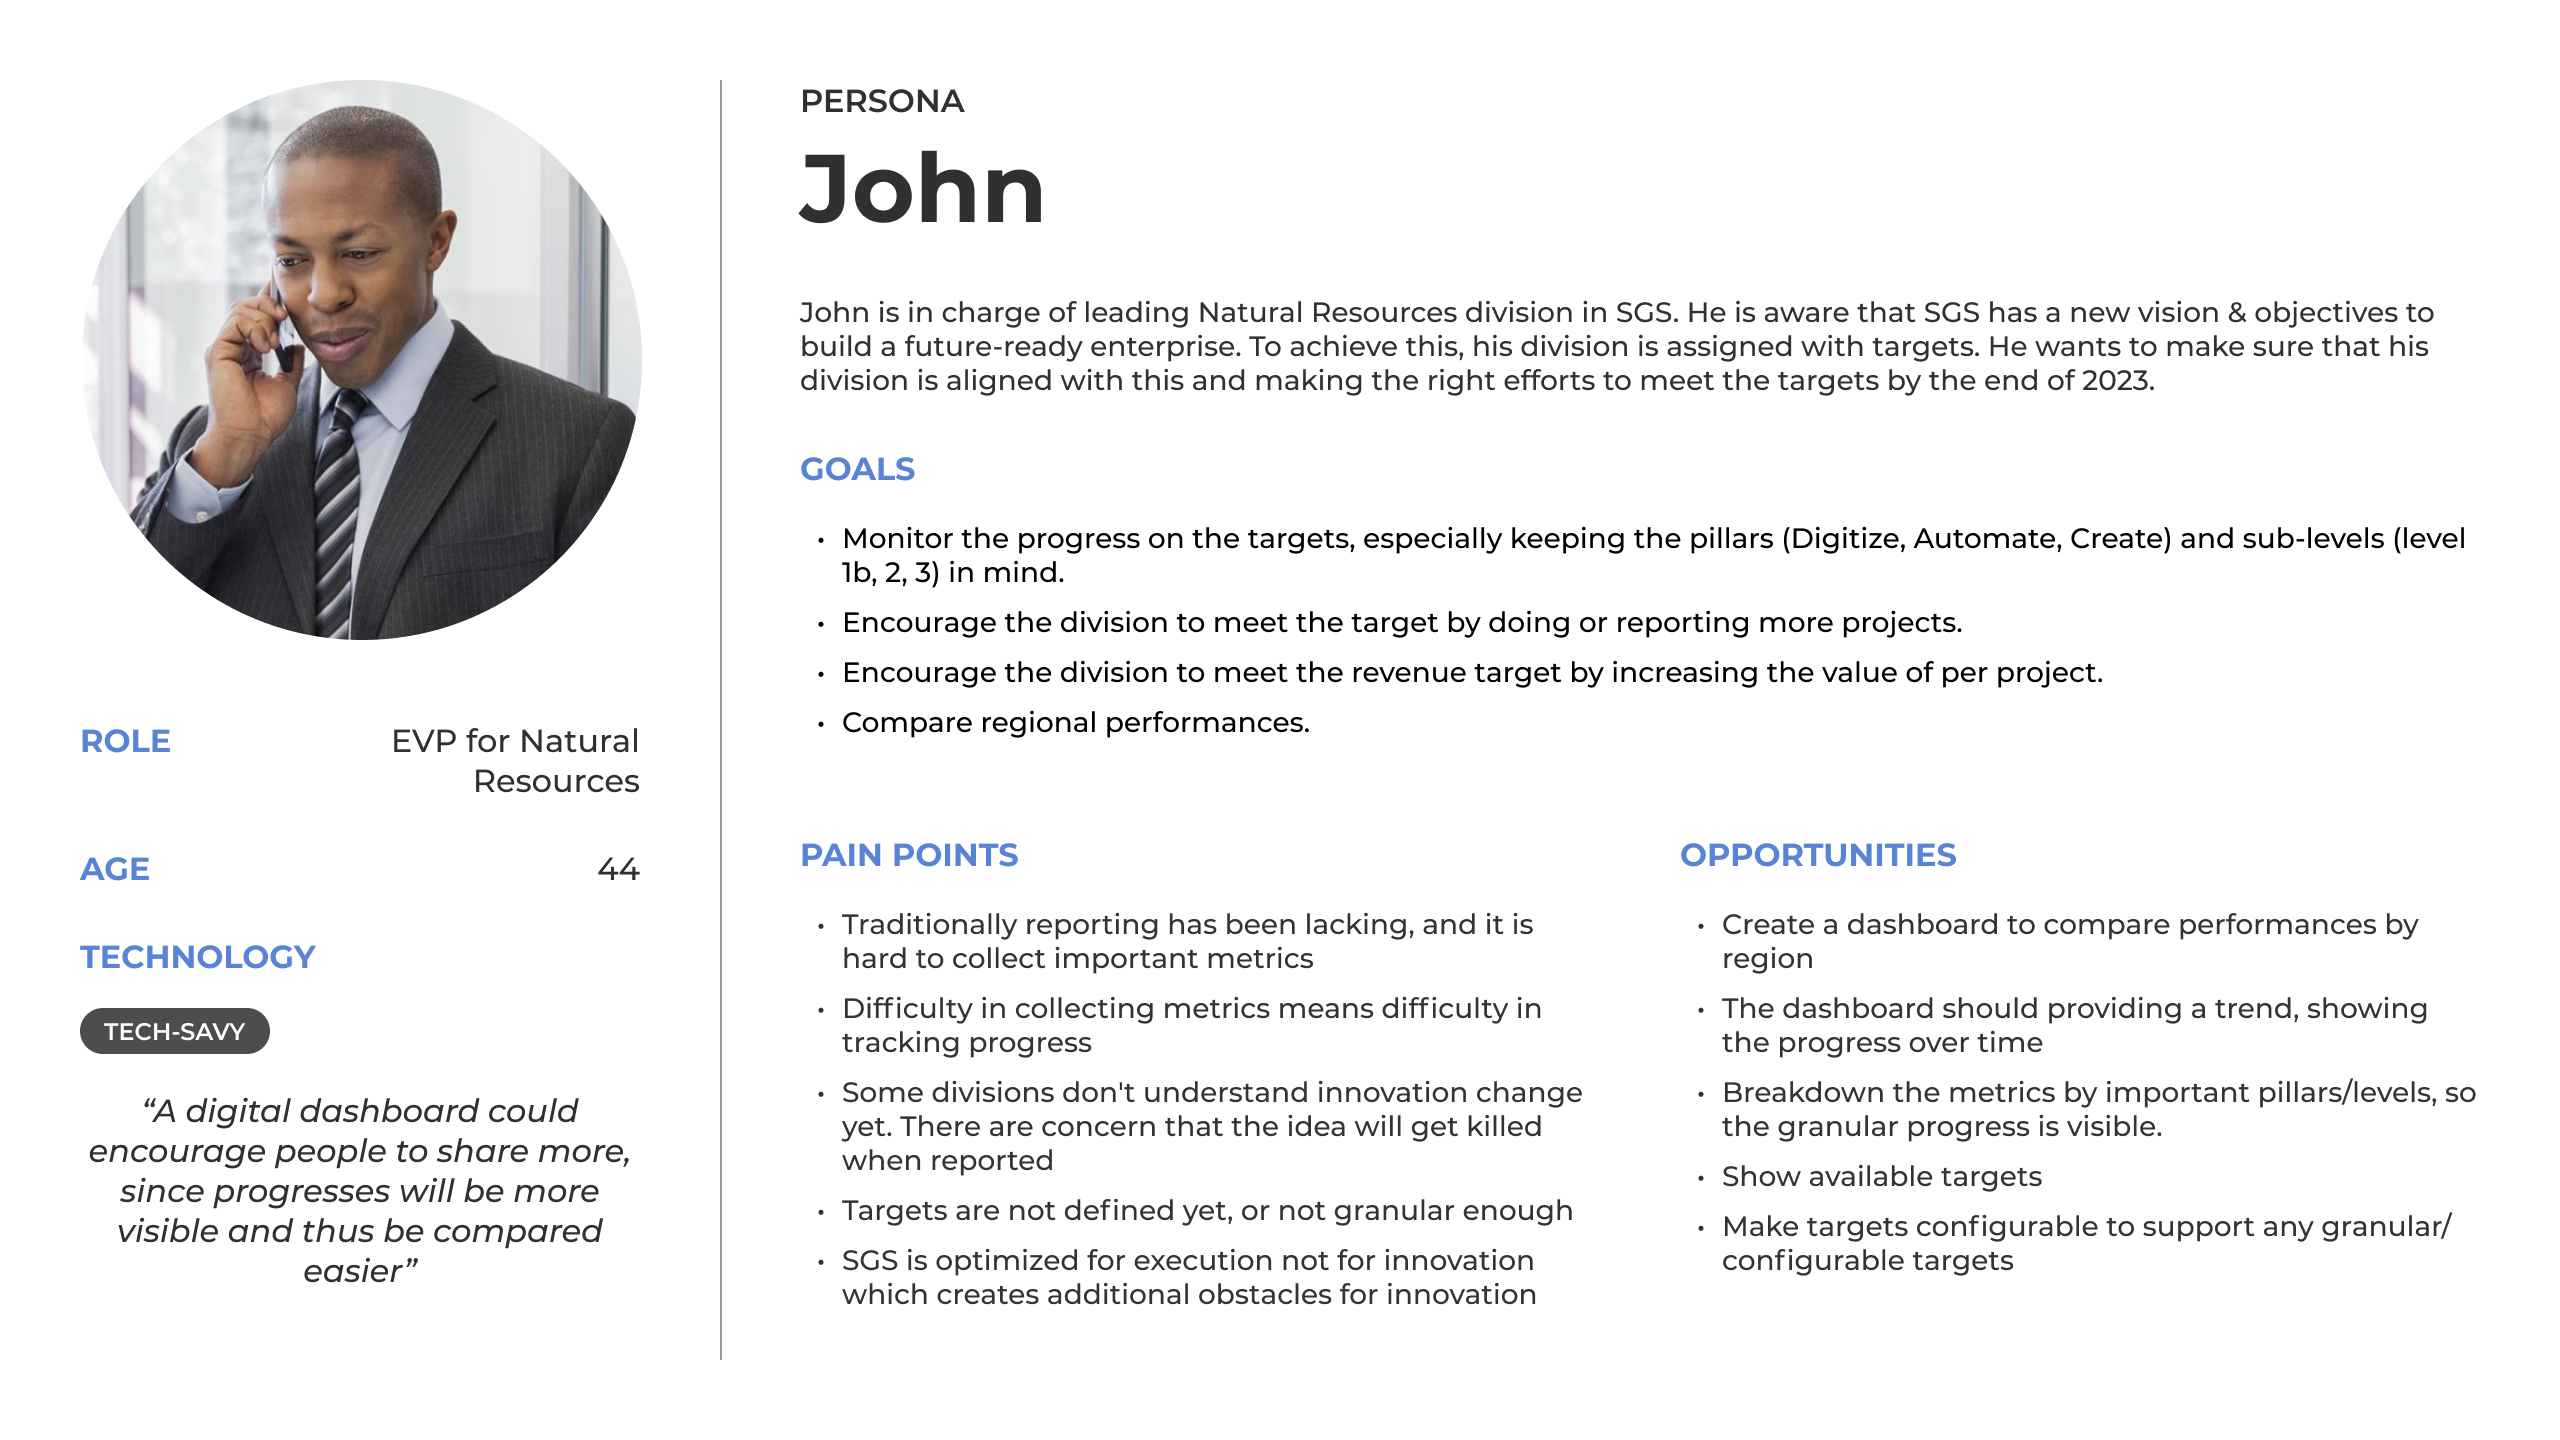 PERSONA
John
John is in charge of leading Natural Resources division in SGS. He is aware that SGS has a new vision & objectives to
build a future-ready enterprise. To achieve this, his division is assigned with targets. He wants to make sure that his
division is aligned with this and making the right efforts to meet the targets by the end of 2023.
GOALS
• Monitor the progress on the targets, especially keeping the pillars (Digitize, Automate, Create) and sub-levels (level
1b, 2, 3) in mind.
• Encourage the division to meet the target by doing or reporting more projects.
• Encourage the division to meet the revenue target by increasing the value of per project.
• Compare regional performances.
ROLE
EVP for Natural
Resources
AGE
44
TECHNOLOGY
TECH-SAVY
“A digital dashboard could
encourage people to share more,
since progresses will be more
visible and thus be compared
easier”
PAIN POINTS
• Traditionally reporting has been lacking, and it is
hard to collect important metrics
• Difficulty in collecting metrics means difficulty in
tracking progress
• Some divisions don't understand innovation change
yet. There are concern that the idea will get killed
when reported
• Targets are not defined yet, or not granular enough
• SGS is optimized for execution not for innovation
which creates additional obstacles for innovation
OPPORTUNITIES
• Create a dashboard to compare performances by
region
• The dashboard should providing a trend, showing
the progress over time
• Breakdown the metrics by important pillars/levels, so
the granular progress is visible.
• Show available targets
• Make targets configurable to support any granular/
configurable targets